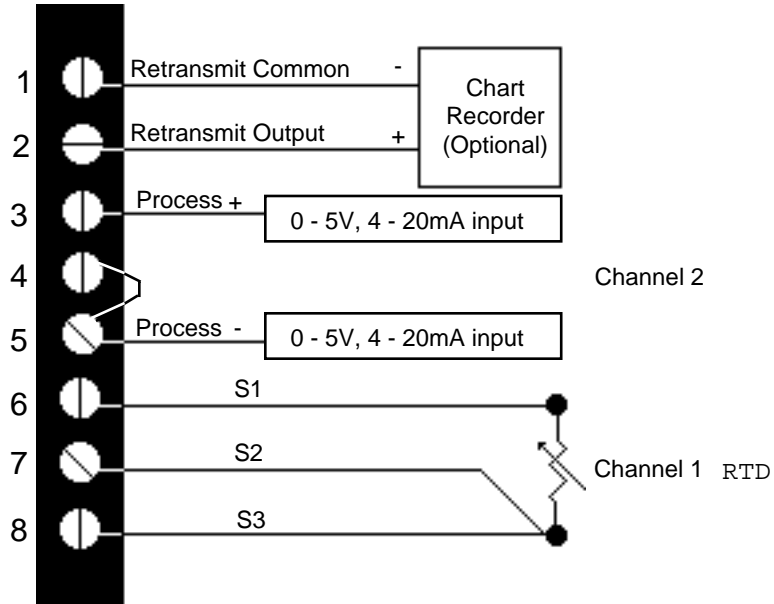 1 Retransmit Common -
Chart
Recorder
(Optional)
2 Retransmit Output +
3 Process +
0 - 5V, 4 - 20mA input
4
Channel 2
5 Process -
0 - 5V, 4 - 20mA input
6 S1
7 S2
Channel 1 RTD
8 S3